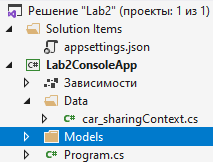 Решение "Lab2" (проекты: 1 из 1)
Solution Items
appsettings.json
Lab2ConsoleApp
Зависимости
Data
car_sharingContext.cs
Models
Program.cs